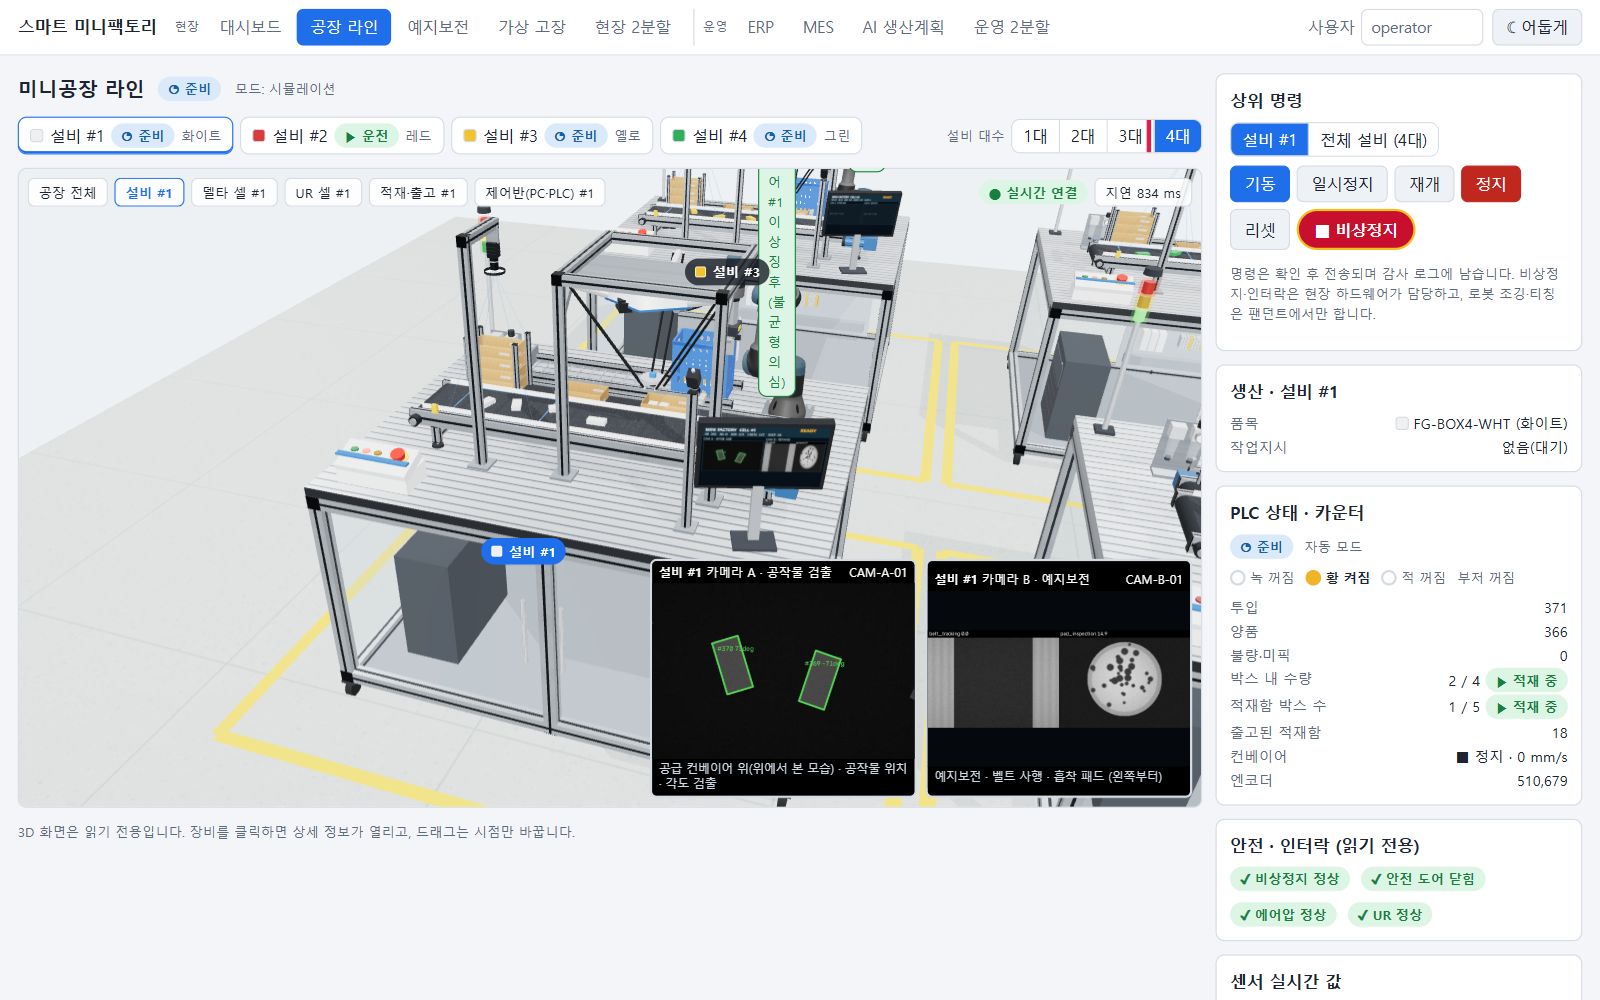 스마트 미니팩토리 현장 대시보드 공장 라인 예지보전 가상 고장 현장 2분할 운영 ERP MES AI 생산계획 운영 2분할 사용자 operator 어둡게
미니공장 라인 준비 모드: 시뮬레이션
설비 #1 준비 화이트 설비 #2 운전 레드 설비 #3 준비 옐로 설비 #4 준비 그린 설비 대수 1대 2대 3대 4대
공장 전체 설비 #1 델타 셀 #1 UR 셀 #1 적재·출고 #1 제어반(PC·PLC) #1 실시간 연결 지연 834 ms
어
#1
이
상
징
후
(불
균
형
의
심)
설비 #3
설비 #1
설비 #1 카메라 A · 공작물 검출 CAM-A-01
공급 컨베이어 위(위에서 본 모습) · 공작물 위치
· 각도 검출
설비 #1 카메라 B · 예지보전 CAM-B-01
예지보전 · 벨트 사행 · 흡착 패드 (왼쪽부터)
3D 화면은 읽기 전용입니다. 장비를 클릭하면 상세 정보가 열리고, 드래그는 시점만 바꿉니다.
상위 명령
설비 #1 전체 설비 (4대)
기동 일시정지 재개 정지
리셋 비상정지
명령은 확인 후 전송되며 감사 로그에 남습니다. 비상정
지·인터락은 현장 하드웨어가 담당하고, 로봇 조깅·티칭
은 팬던트에서만 합니다.
생산 · 설비 #1
품목 FG-BOX4-WHT (화이트)
작업지시 없음(대기)
PLC 상태 · 카운터
준비 자동 모드
녹 꺼짐 황 켜짐 적 꺼짐 부저 꺼짐
투입 371
양품 366
불량·미픽 0
박스 내 수량 2 / 4 적재 중
적재함 박스 수 1 / 5 적재 중
출고된 적재함 18
컨베이어 정지 · 0 mm/s
엔코더 510,679
안전 · 인터락 (읽기 전용)
비상정지 정상 안전 도어 닫힘
에어압 정상 UR 정상
센서 실시간 값